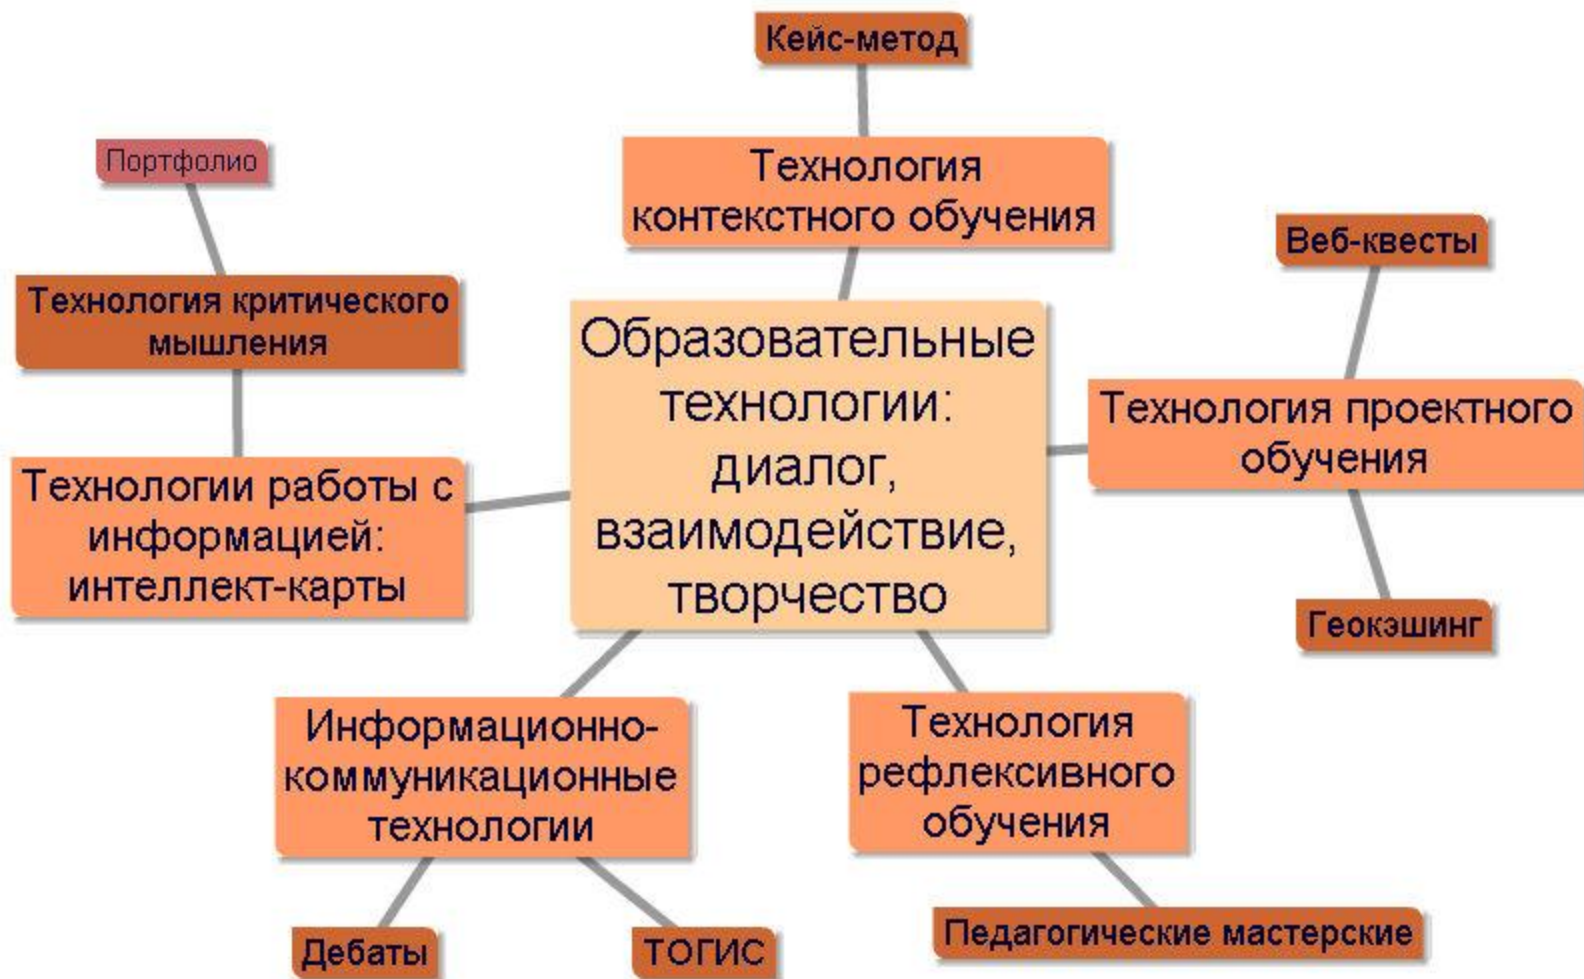 Кейс-метод
Технология
контекстного обучения
Портфолио
Технология критического
мышления
Технологии работы с
информацией:
интеллект-карты
Образовательные
технологии:
диалог,
взаимодействие,
творчество
Веб-квесты
Технология проектного
обучения
Геокэшинг
Информационно-
коммуникационные
технологии
Дебаты
ТОГИС
Технология
рефлексивного
обучения
Педагогические мастерские